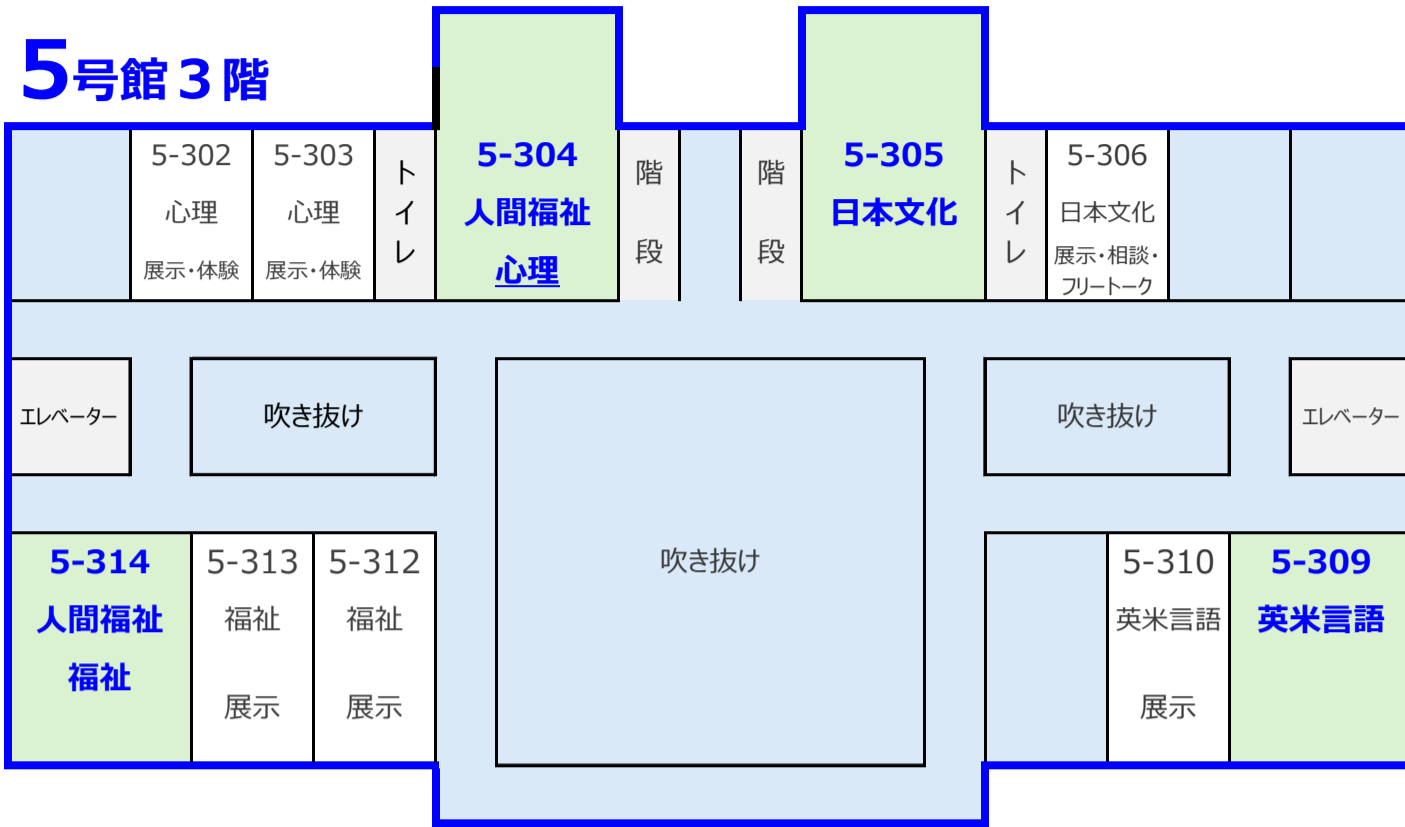 5号館３階
5-302
心理
展示・体験
5-303
心理
展示・体験
トイレ
5-304
人間福祉
心理
階段
階段
5-305
日本文化
トイレ
5-306
日本文化
展示・相談・
フリートーク
エレベーター
吹き抜け
吹き抜け
吹き抜け
エレベーター
5-314
人間福祉
福祉
5-313
福祉
展示
5-312
福祉
展示
5-310
英米言語
展示
5-309
英米言語